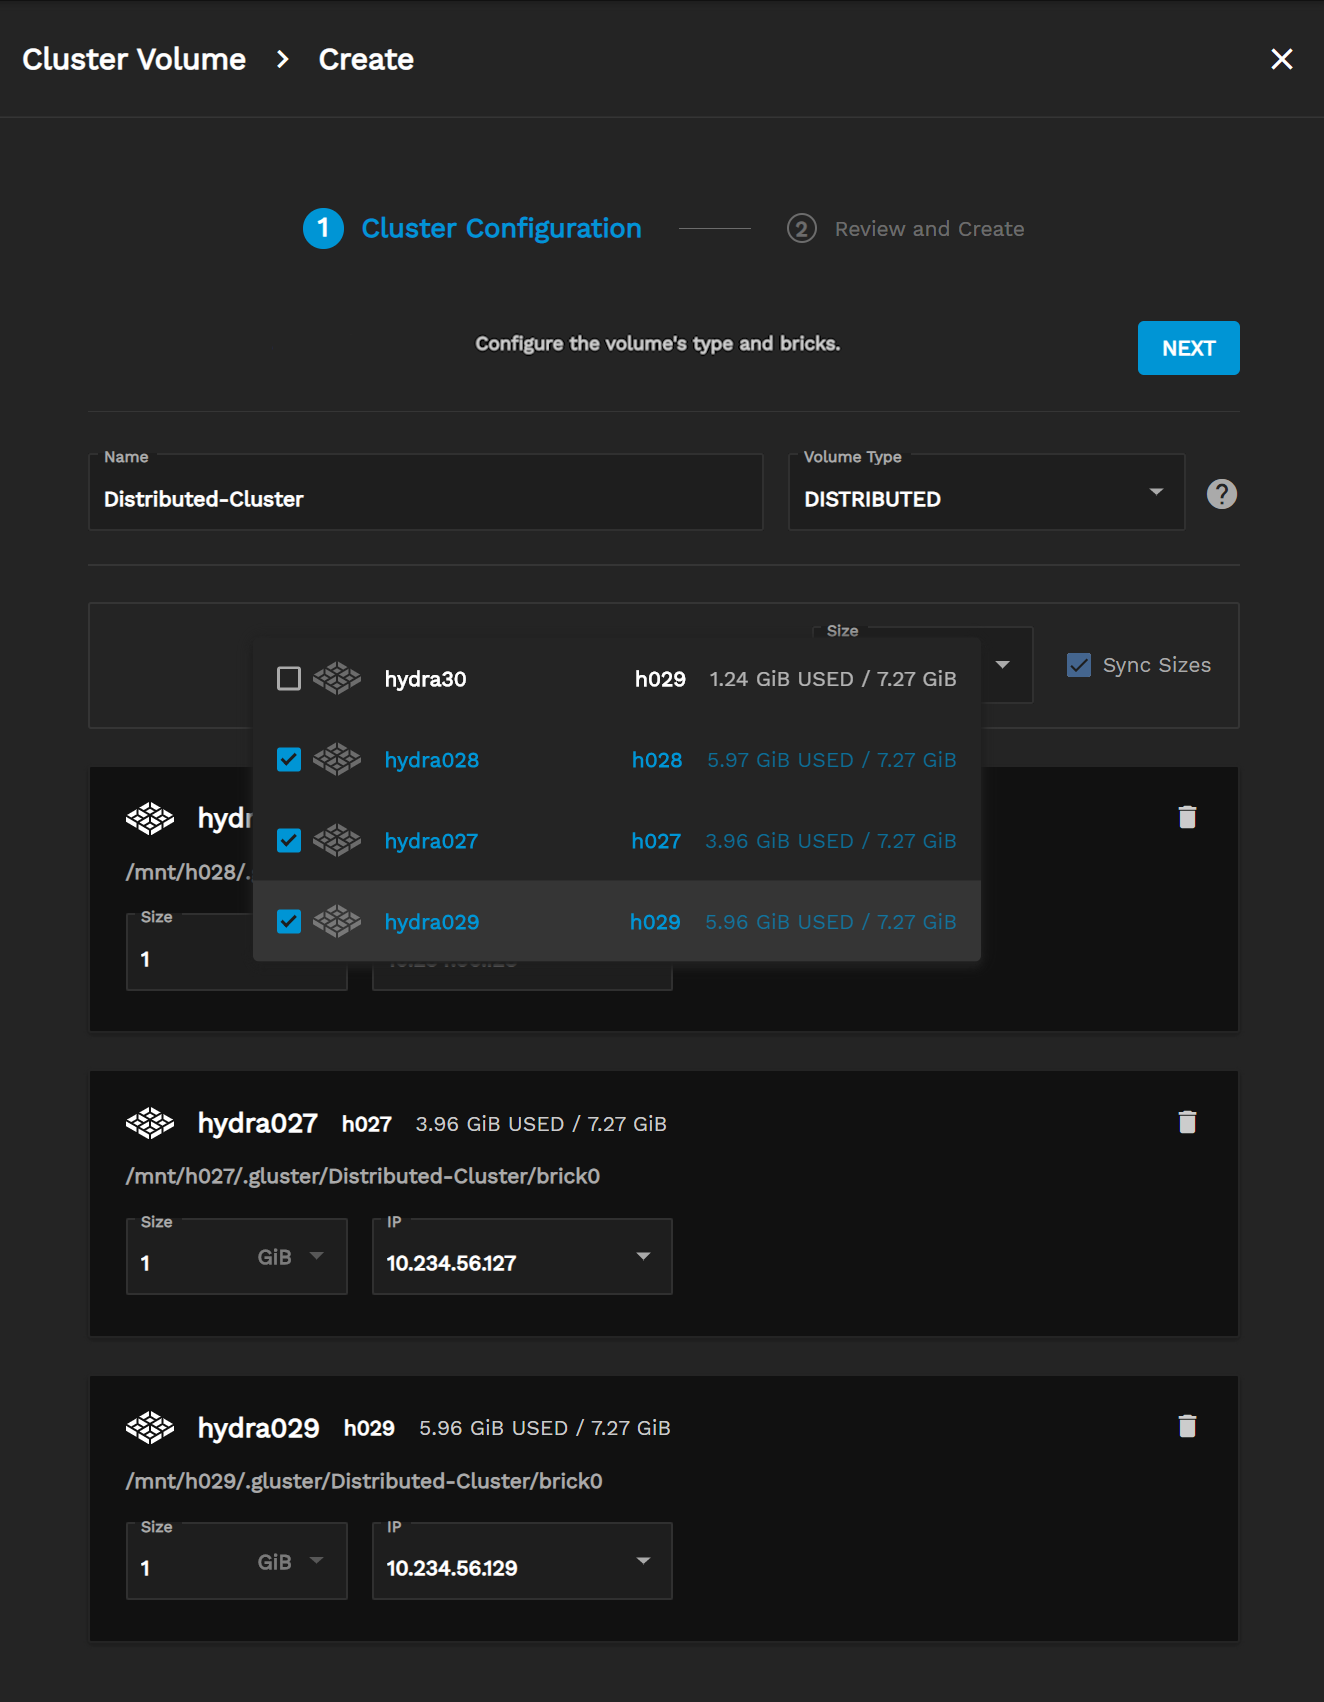 Cluster Volume > Create
1 Cluster Configuration
2 Review and Create
Configure the volume's type and bricks.
NEXT
Name
Distributed-Cluster
Volume Type
DISTRIBUTED
?
Size
Sync Sizes
hydra30 h029 1.24 GiB USED / 7.27 GiB
hydra028 h028 5.97 GiB USED / 7.27 GiB
hydra027 h027 3.96 GiB USED / 7.27 GiB
hydra029 h029 5.96 GiB USED / 7.27 GiB
/mnt/h028/.
Size
1
hydra027 h027 3.96 GiB USED / 7.27 GiB
/mnt/h027/.gluster/Distributed-Cluster/brick0
Size
1 GiB
IP
10.234.56.127
hydra029 h029 5.96 GiB USED / 7.27 GiB
/mnt/h029/.gluster/Distributed-Cluster/brick0
Size
1 GiB
IP
10.234.56.129